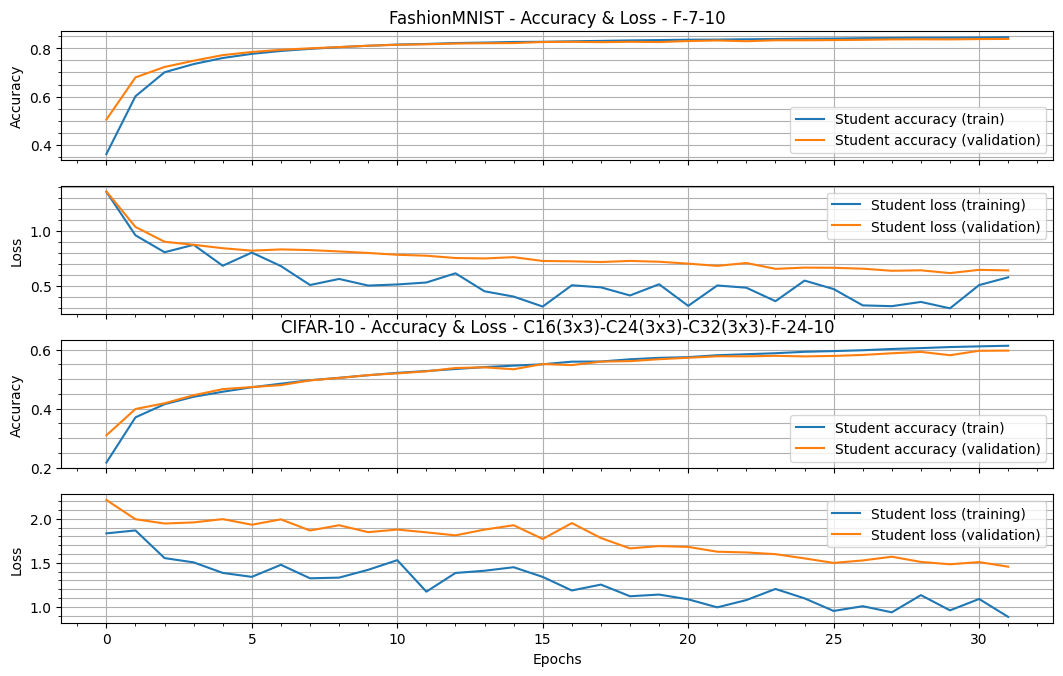 FashionMNIST - Accuracy & Loss - F-7-10
Accuracy
0.8
0.6
0.4
Student accuracy (train)
Student accuracy (validation)
Loss
1.0
0.5
Student loss (training)
Student loss (validation)
CIFAR-10 - Accuracy & Loss - C16(3x3)-C24(3x3)-C32(3x3)-F-24-10
Accuracy
0.6
0.4
0.2
Student accuracy (train)
Student accuracy (validation)
Loss
2.0
1.5
1.0
Student loss (training)
Student loss (validation)
0 5 10 15 20 25 30
Epochs